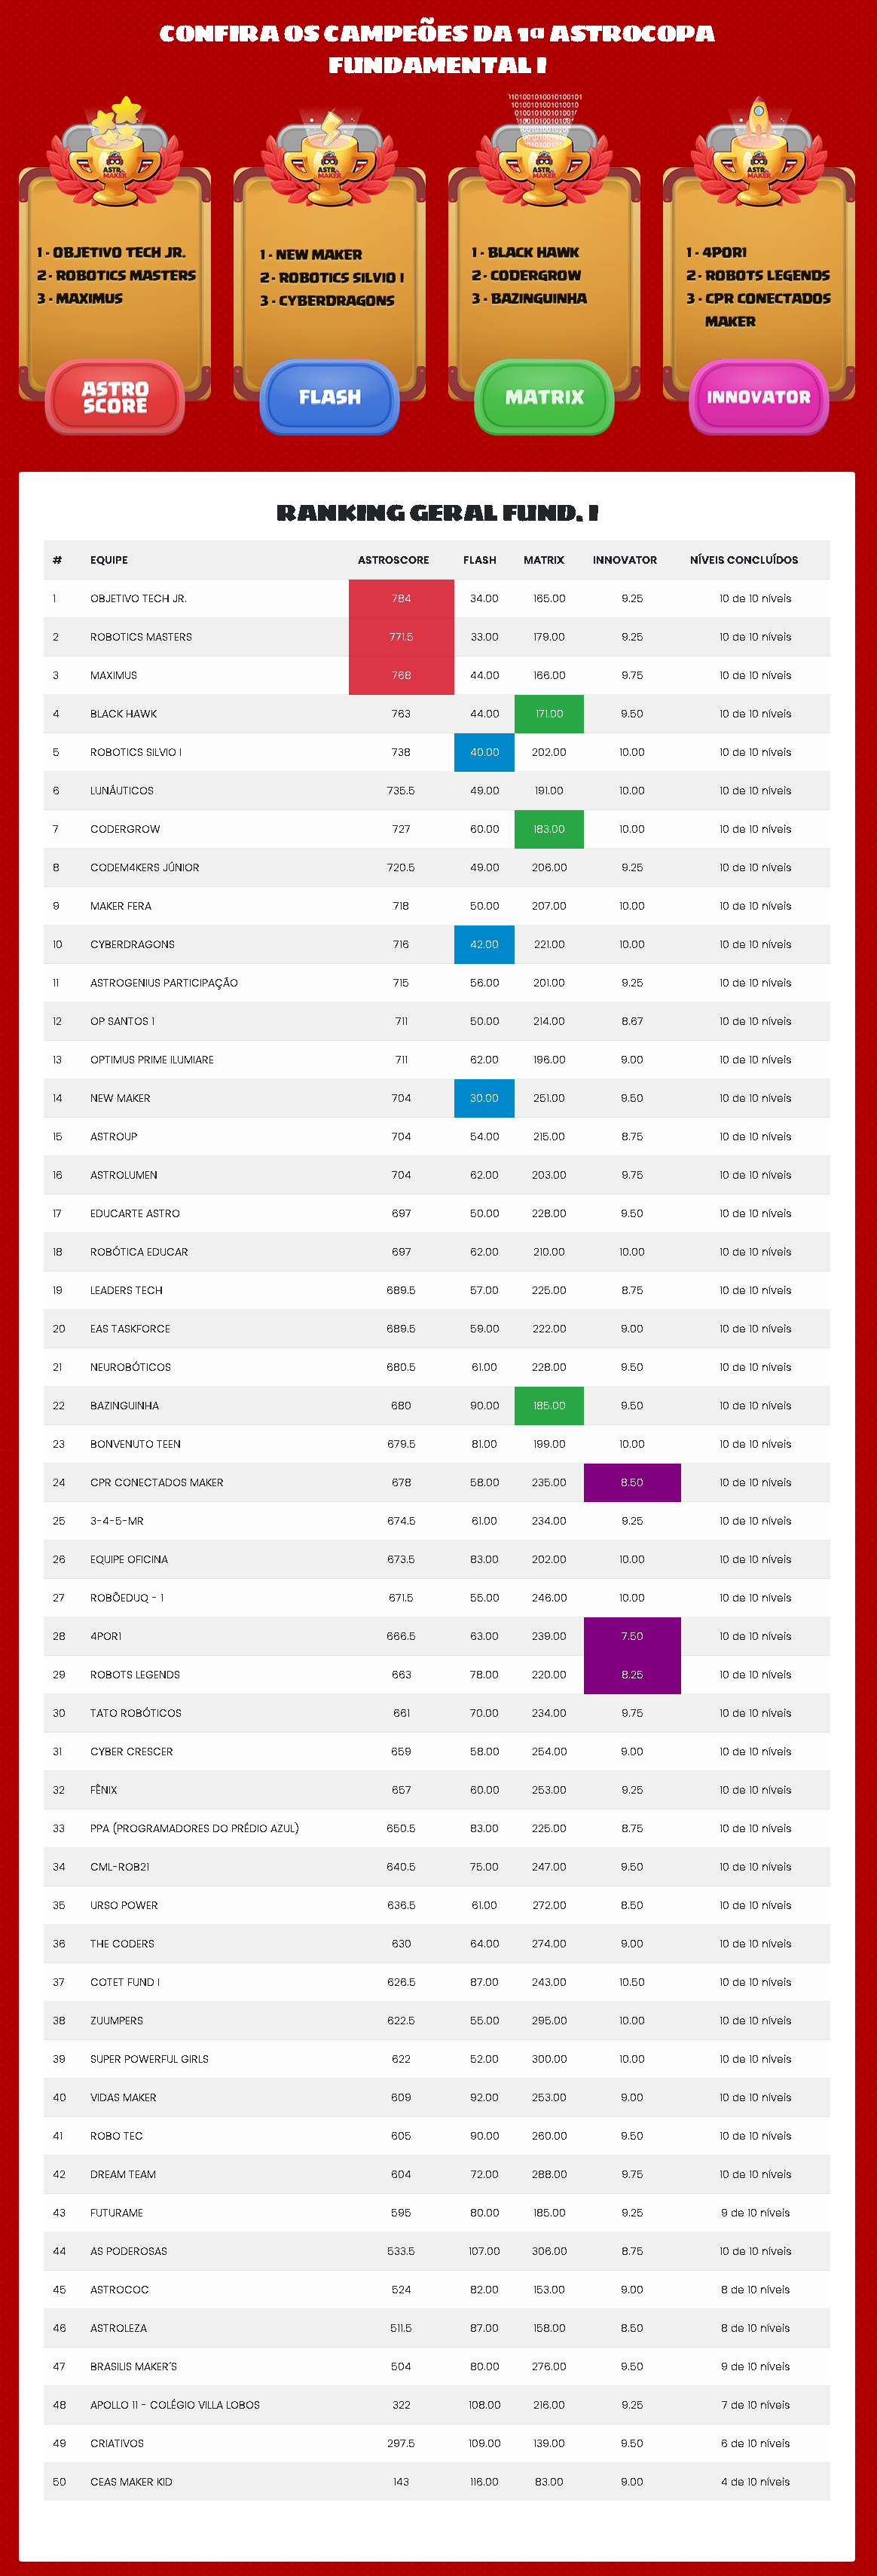 CONFIRA OS CAMPEÕES DA 1ª ASTROCOPA
FUNDAMENTAL I
ASTRO MAKER
ASTRO MAKER
ASTRO MAKER
ASTRO MAKER
1 - OBJETIVO TECH JR.
2 - ROBOTICS MASTERS
3 - MAXIMUS
ASTRO
SCORE
1 - NEW MAKER
2 - ROBOTICS SILVIO I
3 - CYBERDRAGONS
FLASH
1 - BLACK HAWK
2 - CODERGROW
3 - BAZINGUINHA
MATRIX
1 - 4POR1
2 - ROBOTS LEGENDS
3 - CPR CONECTADOS
MAKER
INNOVATOR
RANKING GERAL FUND. I
# EQUIPE ASTROSCORE FLASH MATRIX INNOVATOR NÍVEIS CONCLUÍDOS
1 OBJETIVO TECH JR. 784 34.00 165.00 9.25 10 de 10 níveis
2 ROBOTICS MASTERS 771.5 33.00 179.00 9.25 10 de 10 níveis
3 MAXIMUS 768 44.00 166.00 9.75 10 de 10 níveis
4 BLACK HAWK 763 44.00 171.00 9.50 10 de 10 níveis
5 ROBOTICS SILVIO I 738 40.00 202.00 10.00 10 de 10 níveis
6 LUNÁUTICOS 735.5 49.00 191.00 10.00 10 de 10 níveis
7 CODERGROW 727 60.00 183.00 10.00 10 de 10 níveis
8 CODEM4KERS JÚNIOR 720.5 49.00 206.00 9.25 10 de 10 níveis
9 MAKER FERA 718 50.00 207.00 10.00 10 de 10 níveis
10 CYBERDRAGONS 716 42.00 221.00 10.00 10 de 10 níveis
11 ASTROGENIUS PARTICIPAÇÃO 715 56.00 201.00 9.25 10 de 10 níveis
12 OP SANTOS 1 711 50.00 214.00 8.67 10 de 10 níveis
13 OPTIMUS PRIME ILUMIARE 711 62.00 196.00 9.00 10 de 10 níveis
14 NEW MAKER 704 30.00 251.00 9.50 10 de 10 níveis
15 ASTROUP 704 54.00 215.00 8.75 10 de 10 níveis
16 ASTROLUMEN 704 62.00 203.00 9.75 10 de 10 níveis
17 EDUCARTE ASTRO 697 50.00 228.00 9.50 10 de 10 níveis
18 ROBÓTICA EDUCAR 697 62.00 210.00 10.00 10 de 10 níveis
19 LEADERS TECH 689.5 57.00 225.00 8.75 10 de 10 níveis
20 EAS TASKFORCE 689.5 59.00 222.00 9.00 10 de 10 níveis
21 NEUROBÓTICOS 680.5 61.00 228.00 9.50 10 de 10 níveis
22 BAZINGUINHA 680 90.00 185.00 9.50 10 de 10 níveis
23 BONVENUTO TEEN 679.5 81.00 199.00 10.00 10 de 10 níveis
24 CPR CONECTADOS MAKER 678 58.00 235.00 8.50 10 de 10 níveis
25 3-4-5-MR 674.5 61.00 234.00 9.25 10 de 10 níveis
26 EQUIPE OFICINA 673.5 83.00 202.00 10.00 10 de 10 níveis
27 ROBÕEDUQ - 1 671.5 55.00 246.00 10.00 10 de 10 níveis
28 4POR1 666.5 63.00 239.00 7.50 10 de 10 níveis
29 ROBOTS LEGENDS 663 78.00 220.00 8.25 10 de 10 níveis
30 TATO ROBÓTICOS 661 70.00 234.00 9.75 10 de 10 níveis
31 CYBER CRESCER 659 58.00 254.00 9.00 10 de 10 níveis
32 FÊNIX 657 60.00 253.00 9.25 10 de 10 níveis
33 PPA (PROGRAMADORES DO PRÉDIO AZUL) 650.5 83.00 225.00 8.75 10 de 10 níveis
34 CML-ROB21 640.5 75.00 247.00 9.50 10 de 10 níveis
35 URSO POWER 636.5 61.00 272.00 8.50 10 de 10 níveis
36 THE CODERS 630 64.00 274.00 9.00 10 de 10 níveis
37 COTET FUND I 626.5 87.00 243.00 10.50 10 de 10 níveis
38 ZUUMPERS 622.5 55.00 295.00 10.00 10 de 10 níveis
39 SUPER POWERFUL GIRLS 622 52.00 300.00 10.00 10 de 10 níveis
40 VIDAS MAKER 609 92.00 253.00 9.00 10 de 10 níveis
41 ROBO TEC 605 90.00 260.00 9.50 10 de 10 níveis
42 DREAM TEAM 604 72.00 288.00 9.75 10 de 10 níveis
43 FUTURAME 595 80.00 185.00 9.25 9 de 10 níveis
44 AS PODEROSAS 533.5 107.00 306.00 8.75 10 de 10 níveis
45 ASTROCOC 524 82.00 153.00 9.00 8 de 10 níveis
46 ASTROLEZA 511.5 87.00 158.00 8.50 8 de 10 níveis
47 BRASILIS MAKER´S 504 80.00 276.00 9.50 9 de 10 níveis
48 APOLLO 11 - COLÉGIO VILLA LOBOS 322 108.00 216.00 9.25 7 de 10 níveis
49 CRIATIVOS 297.5 109.00 139.00 9.50 6 de 10 níveis
50 CEAS MAKER KID 143 116.00 83.00 9.00 4 de 10 níveis